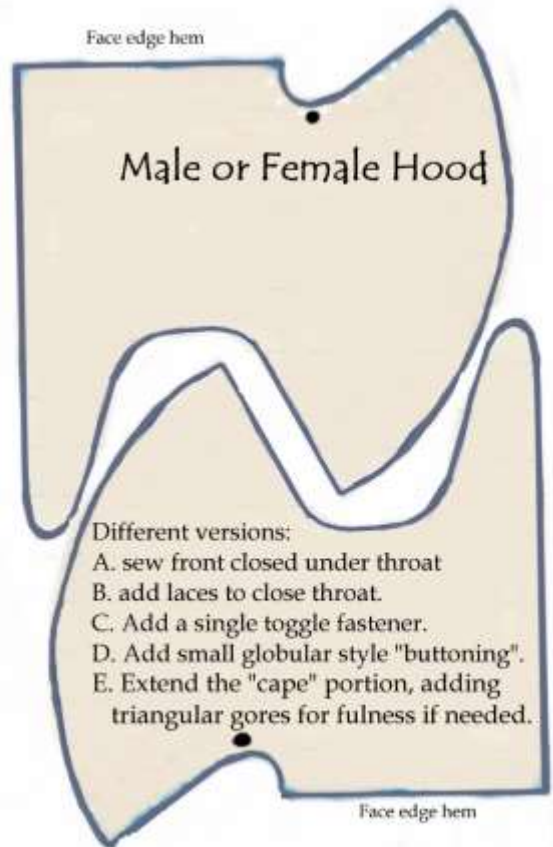 Face edge hem
Male or Female Hood
Different versions:
A. sew front closed under throat
B. add laces to close throat.
C. Add a single toggle fastener.
D. Add small globular style "buttoning".
E. Extend the "cape" portion, adding
triangular gores for fulness if needed.
Face edge hem